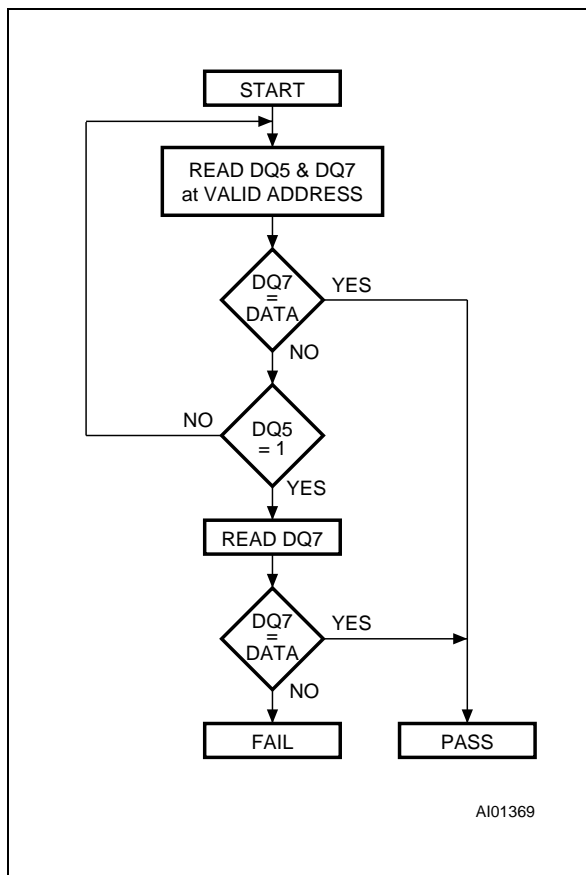 START
READ DQ5 & DQ7
at VALID ADDRESS
DQ7
=
DATA
YES
NO
NO
DQ5
= 1
YES
READ DQ7
DQ7
=
DATA
YES
NO
FAIL
PASS
AI01369